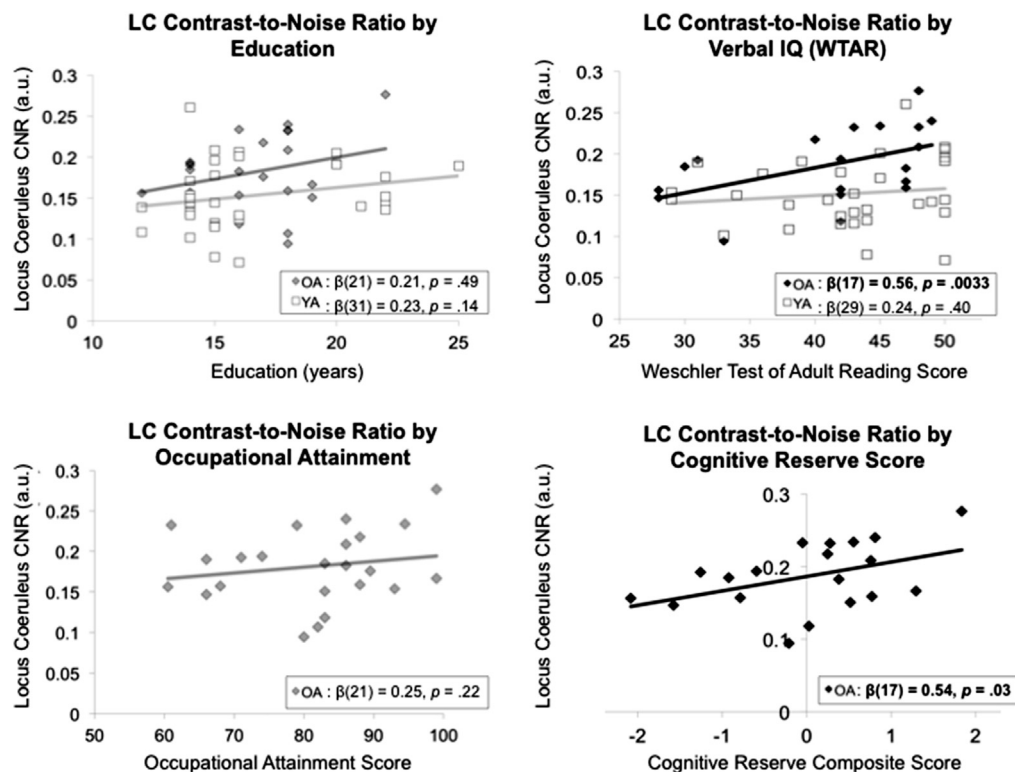 LC Contrast-to-Noise Ratio by
Education
Locus Coeruleus CNR (a.u.)
0.3
0.25
0.2
0.15
0.1
0.05
0
OA : β(21) = 0.21, p = .49
YA : β(31) = 0.23, p = .14
10 15 20 25
Education (years)
LC Contrast-to-Noise Ratio by
Verbal IQ (WTAR)
Locus Coeruleus CNR (a.u.)
0.3
0.25
0.2
0.15
0.1
0.05
0
OA : β(17) = 0.56, p = .0033
YA : β(29) = 0.24, p = .40
25 30 35 40 45 50
Weschler Test of Adult Reading Score
LC Contrast-to-Noise Ratio by
Occupational Attainment
Locus Coeruleus CNR (a.u.)
0.3
0.25
0.2
0.15
0.1
0.05
0
OA : β(21) = 0.25, p = .22
50 60 70 80 90 100
Occupational Attainment Score
LC Contrast-to-Noise Ratio by
Cognitive Reserve Score
Locus Coeruleus CNR (a.u.)
0.3
0.2
0.1
0
OA: β(17) = 0.54, p = .03
-2 -1 0 1 2
Cognitive Reserve Composite Score